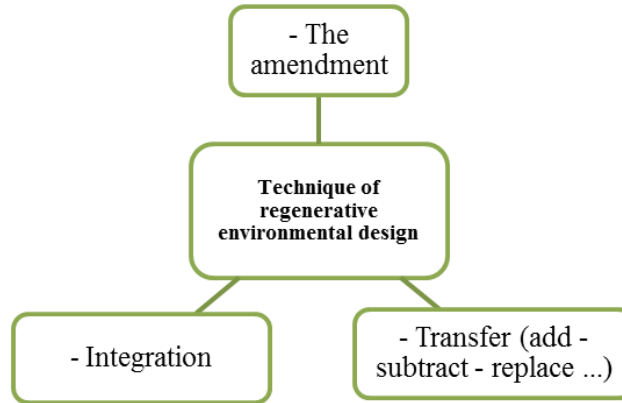 - The
amendment
Technique of
regenerative
environmental design
- Integration
- Transfer (add -
subtract - replace ...)